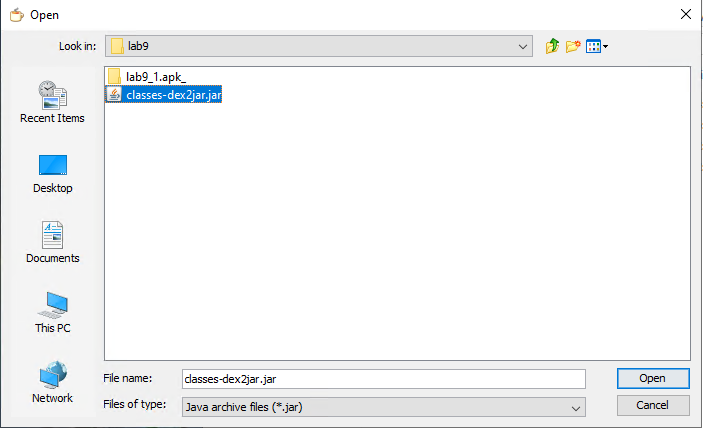 Open
Look in:
lab9
lab9_1.apk_
classes-dex2jar.jar
Recent Items
Desktop
Documents
This PC
Network
File name:
classes-dex2jar.jar
Open
Files of type:
Java archive files (*.jar)
Cancel